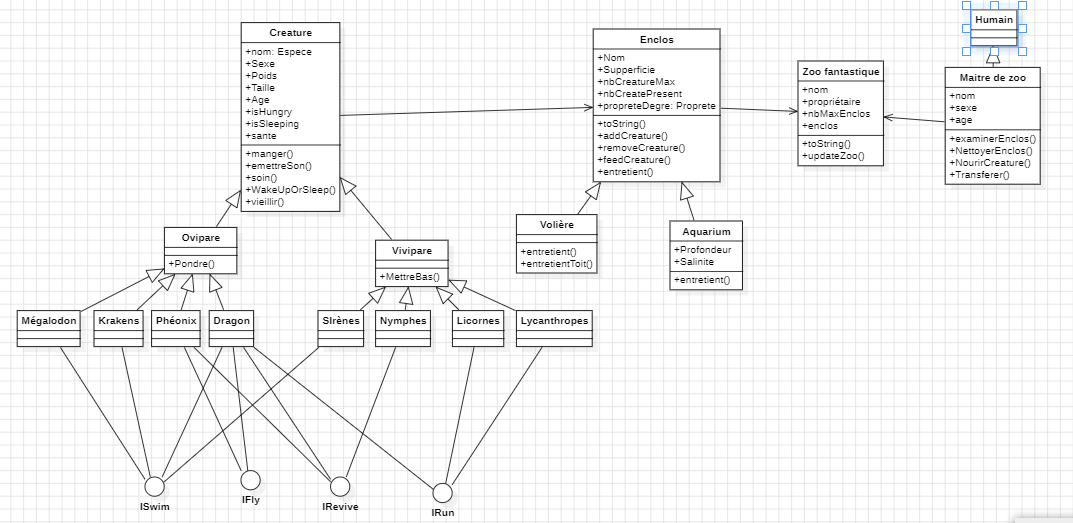 Creature
+nom: Espece
+Sexe
+Poids
+Taille
+Age
+isHungry
+isSleeping
+sante
+manger()
+emettreSon()
+soin()
+WakeUpOrSleep()
+vieillir()
Enclos
+Nom
+Supperficie
+nbCreatureMax
+nbCreatePresent
+propreteDegre: Proprete
+toString()
+addCreature()
+removeCreature()
+feedCreature()
+entretient()
Zoo fantastique
+nom
+propriétaire
+nbMaxEnclos
+enclos
+toString()
+updateZoo()
Humain
Maitre de zoo
+nom
+sexe
+age
+examinerEnclos()
+NettoyerEnclos()
+NourirCreature()
+Transferer()
Ovipare
+Pondre()
Vivipare
+MettreBas()
Volière
+entretient()
+entretientToit()
Aquarium
+Profondeur
+Salinite
+entretient()
Mégalodon
Krakens
Phéonix
Dragon
SIrènes
Nymphes
Licornes
Lycanthropes
ISwim
IFly
IRevive
IRun